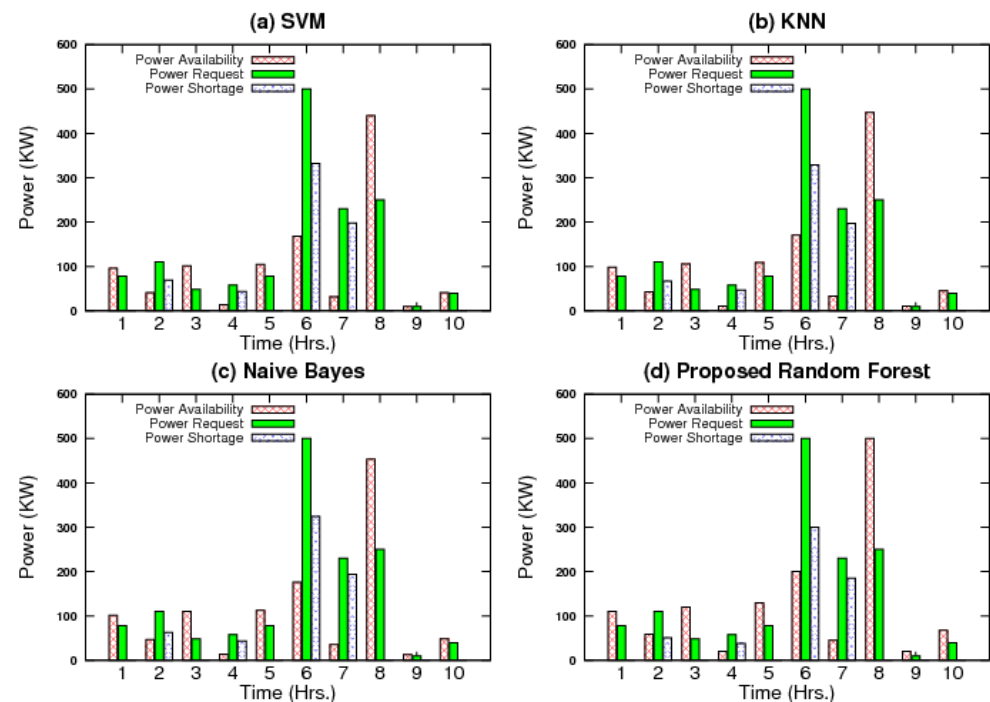 (a) SVM
Power Availability
Power Request
Power Shortage
600
500
400
300
200
100
0
Power (KW)
1 2 3 4 5 6 7 8 9 10
Time (Hrs.)
(b) KNN
Power Availability
Power Request
Power Shortage
600
500
400
300
200
100
0
Power (KW)
1 2 3 4 5 6 7 8 9 10
Time (Hrs.)
(c) Naive Bayes
Power Availability
Power Request
Power Shortage
600
500
400
300
200
100
0
Power (KW)
1 2 3 4 5 6 7 8 9 10
Time (Hrs.)
(d) Proposed Random Forest
Power Availability
Power Request
Power Shortage
600
500
400
300
200
100
0
Power (KW)
1 2 3 4 5 6 7 8 9 10
Time (Hrs.)